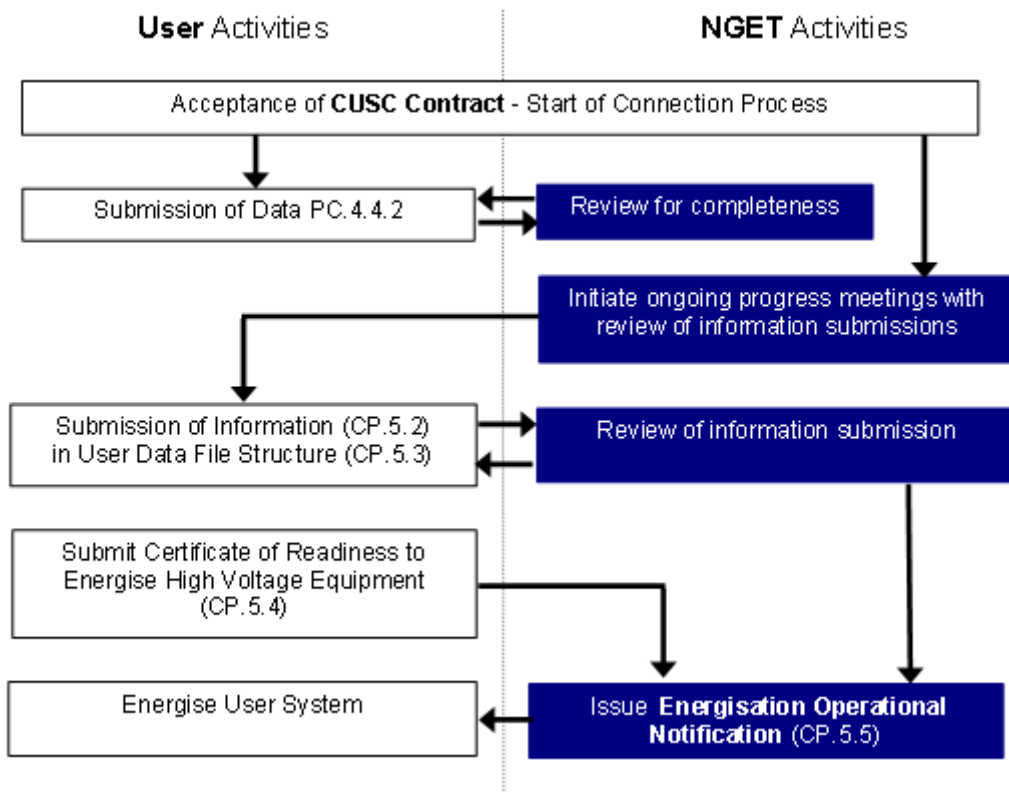 User Activities
NGET Activities
Acceptance of CUSC Contract - Start of Connection Process
Submission of Data PC.4.4.2
Review for completeness
Initiate ongoing progress meetings with
review of information submissions
Submission of Information (CP.5.2)
in User Data File Structure (CP.5.3)
Review of information submission
Submit Certificate of Readiness to
Energise High Voltage Equipment
(CP.5.4)
Energise User System
Issue Energisation Operational
Notification (CP.5.5)